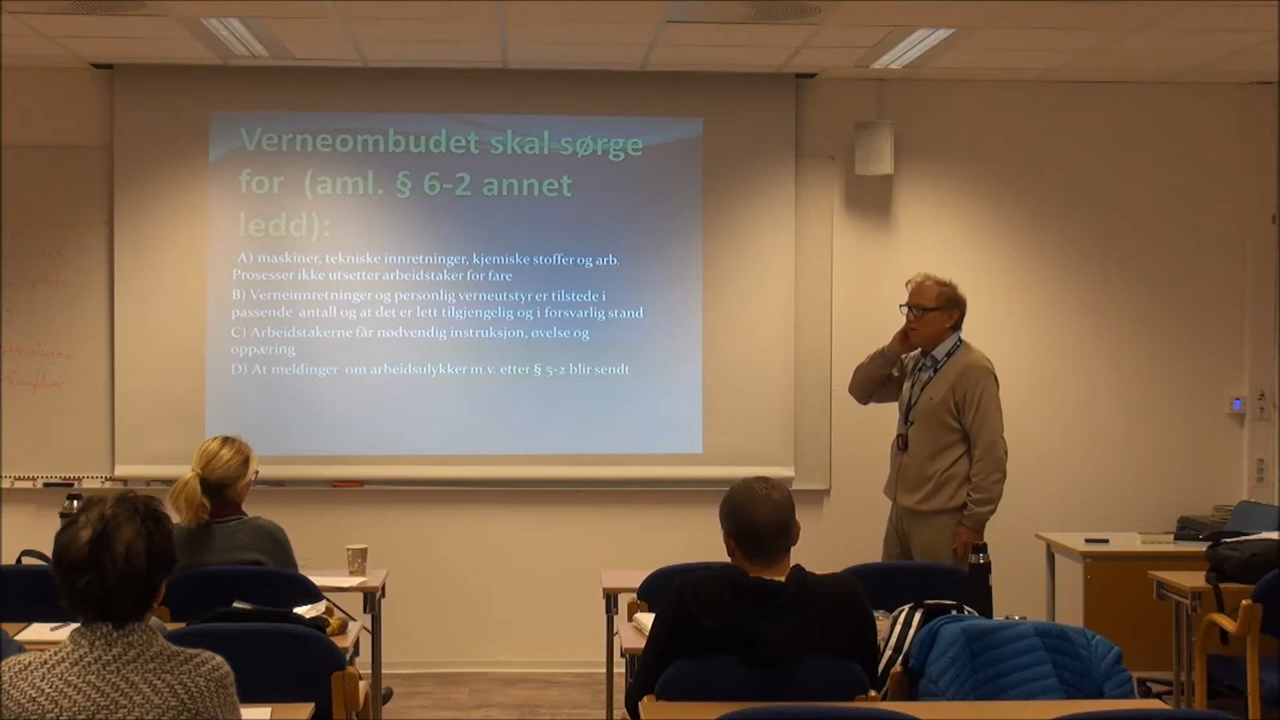 Verneombudet skal sørge
for (aml. § 6-2 annet
ledd):
A) maskiner, tekniske innretninger, kjemiske stoffer og arb.
Prosesser ikke utsetter arbeidstaker for fare
B) Verneinnretninger og personlig verneutstyr er tilstede i
passende antall og at det er lett tilgjengelig og i forsvarlig stand
C) Arbeidstakerne får nødvendig instruksjon, øvelse og
oppæring
D) At meldinger om arbeidsulykker m.v. etter § 5-2 blir sendt